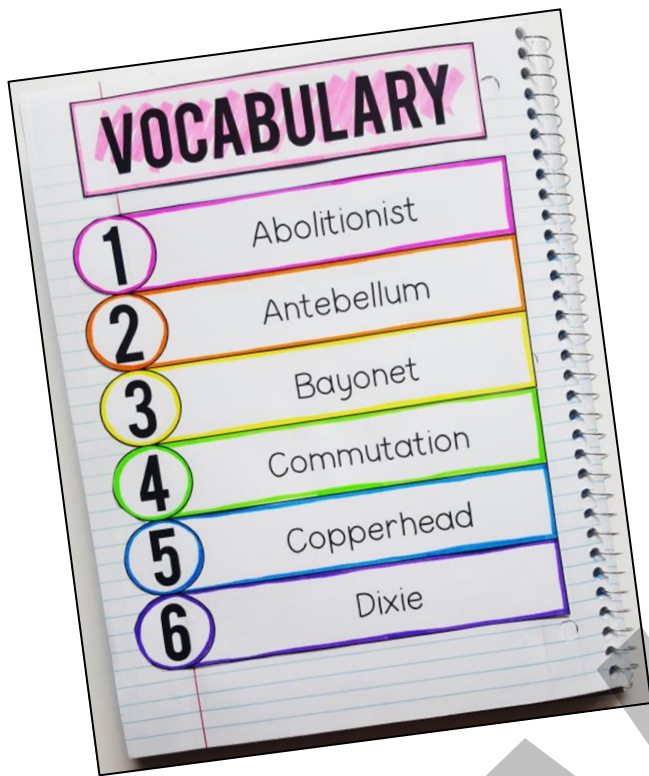 VOCABULARY
1 Abolitionist
2 Antebellum
3 Bayonet
4 Commutation
5 Copperhead
6 Dixie